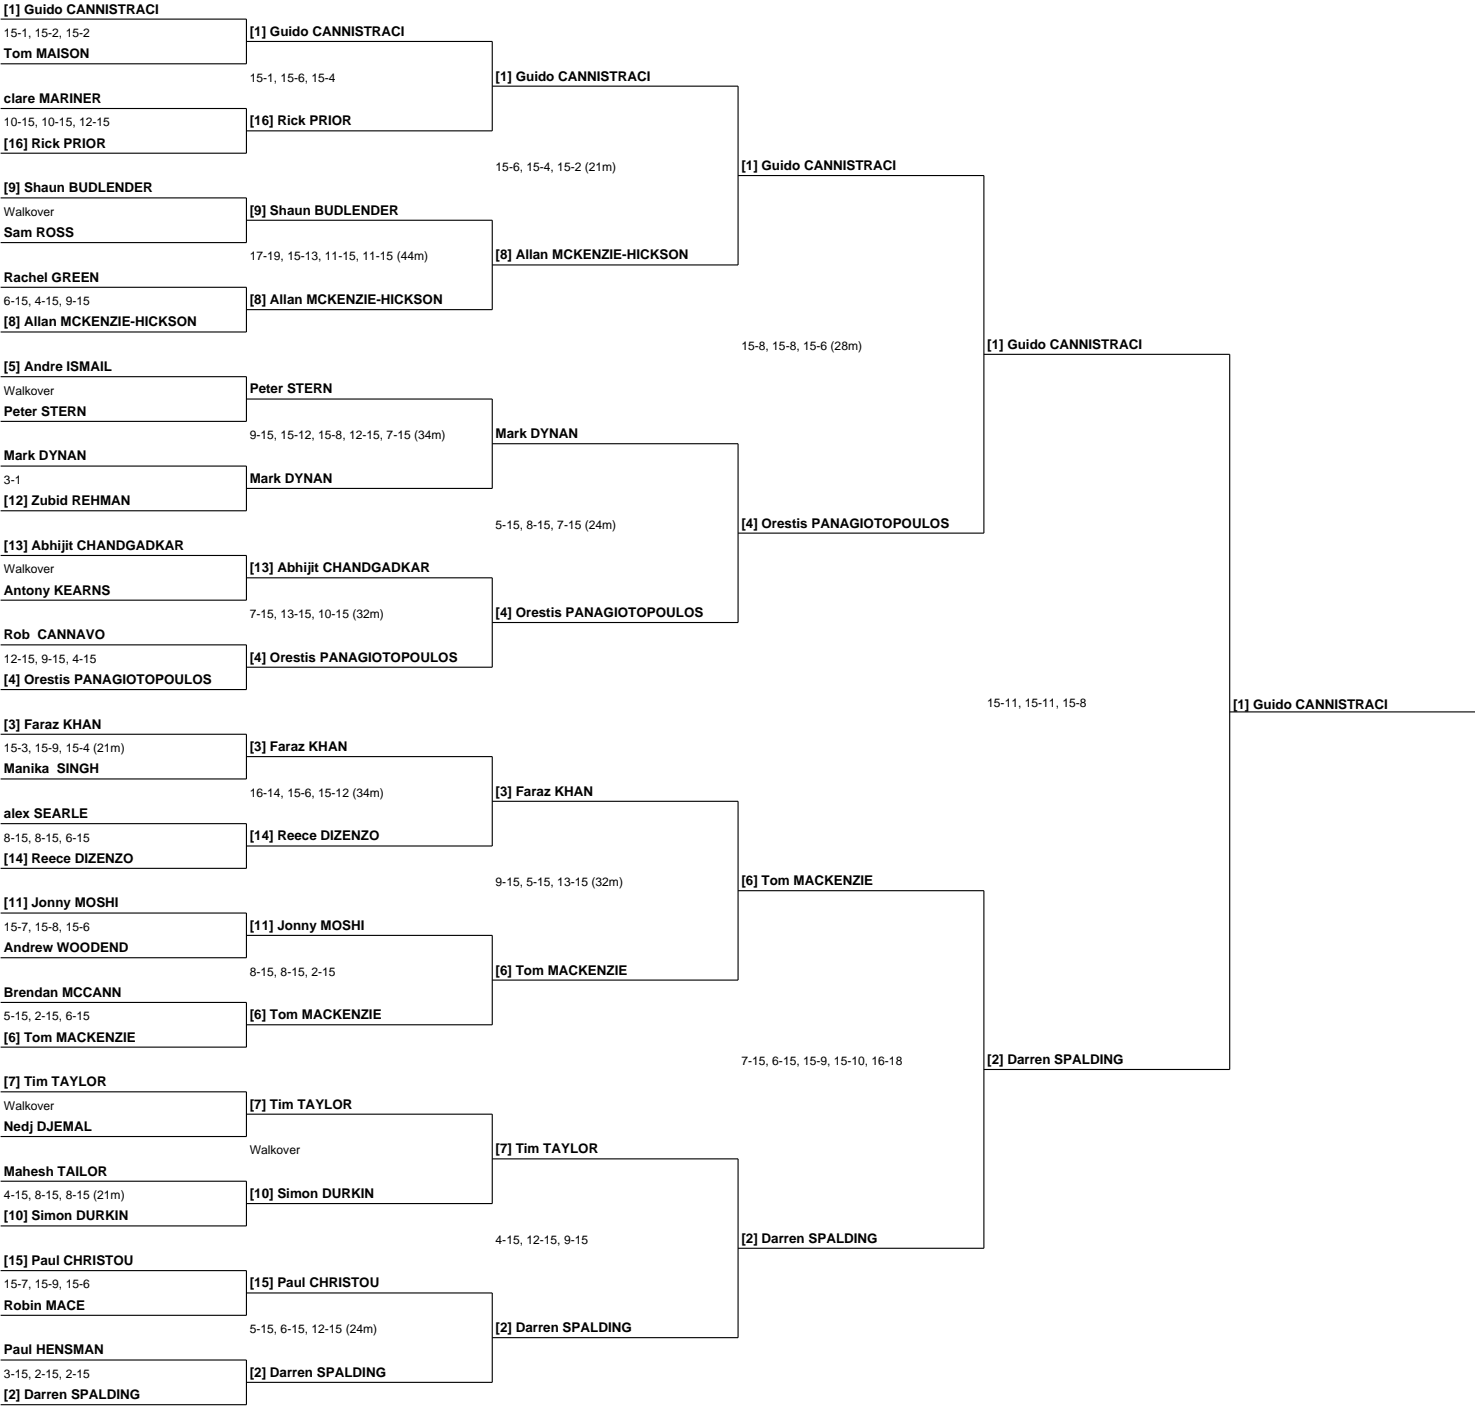 [1] Guido CANNISTRACI
15-1, 15-2, 15-2
Tom MAISON
clare MARINER
10-15, 10-15, 12-15
[16] Rick PRIOR
[9] Shaun BUDLENDER
Walkover
Sam ROSS
Rachel GREEN
6-15, 4-15, 9-15
[8] Allan MCKENZIE-HICKSON
[5] Andre ISMAIL
Walkover
Peter STERN
Mark DYNAN
3-1
[12] Zubid REHMAN
[13] Abhijit CHANDGADKAR
Walkover
Antony KEARNS
Rob  CANNAVO
12-15, 9-15, 4-15
[4] Orestis PANAGIOTOPOULOS
[3] Faraz KHAN
15-3, 15-9, 15-4 (21m)
Manika  SINGH
alex SEARLE
8-15, 8-15, 6-15
[14] Reece DIZENZO
[11] Jonny MOSHI
15-7, 15-8, 15-6
Andrew WOODEND
Brendan MCCANN
5-15, 2-15, 6-15
[6] Tom MACKENZIE
[7] Tim TAYLOR
Walkover
Nedj DJEMAL
Mahesh TAILOR
4-15, 8-15, 8-15 (21m)
[10] Simon DURKIN
[15] Paul CHRISTOU
15-7, 15-9, 15-6
Robin MACE
Paul HENSMAN
3-15, 2-15, 2-15
[2] Darren SPALDING
[1] Guido CANNISTRACI
15-1, 15-6, 15-4
[16] Rick PRIOR
[9] Shaun BUDLENDER
17-19, 15-13, 11-15, 11-15 (44m)
[8] Allan MCKENZIE-HICKSON
Peter STERN
9-15, 15-12, 15-8, 12-15, 7-15 (34m)
Mark DYNAN
[13] Abhijit CHANDGADKAR
7-15, 13-15, 10-15 (32m)
[4] Orestis PANAGIOTOPOULOS
[3] Faraz KHAN
16-14, 15-6, 15-12 (34m)
[14] Reece DIZENZO
[11] Jonny MOSHI
8-15, 8-15, 2-15
[6] Tom MACKENZIE
[7] Tim TAYLOR
Walkover
[10] Simon DURKIN
[15] Paul CHRISTOU
5-15, 6-15, 12-15 (24m)
[2] Darren SPALDING
[1] Guido CANNISTRACI
15-6, 15-4, 15-2 (21m)
[8] Allan MCKENZIE-HICKSON
Mark DYNAN
5-15, 8-15, 7-15 (24m)
[4] Orestis PANAGIOTOPOULOS
[3] Faraz KHAN
9-15, 5-15, 13-15 (32m)
[6] Tom MACKENZIE
[7] Tim TAYLOR
4-15, 12-15, 9-15
[2] Darren SPALDING
[1] Guido CANNISTRACI
15-8, 15-8, 15-6 (28m)
[4] Orestis PANAGIOTOPOULOS
[6] Tom MACKENZIE
7-15, 6-15, 15-9, 15-10, 16-18
[2] Darren SPALDING
[1] Guido CANNISTRACI
15-11, 15-11, 15-8
[2] Darren SPALDING
[1] Guido CANNISTRACI